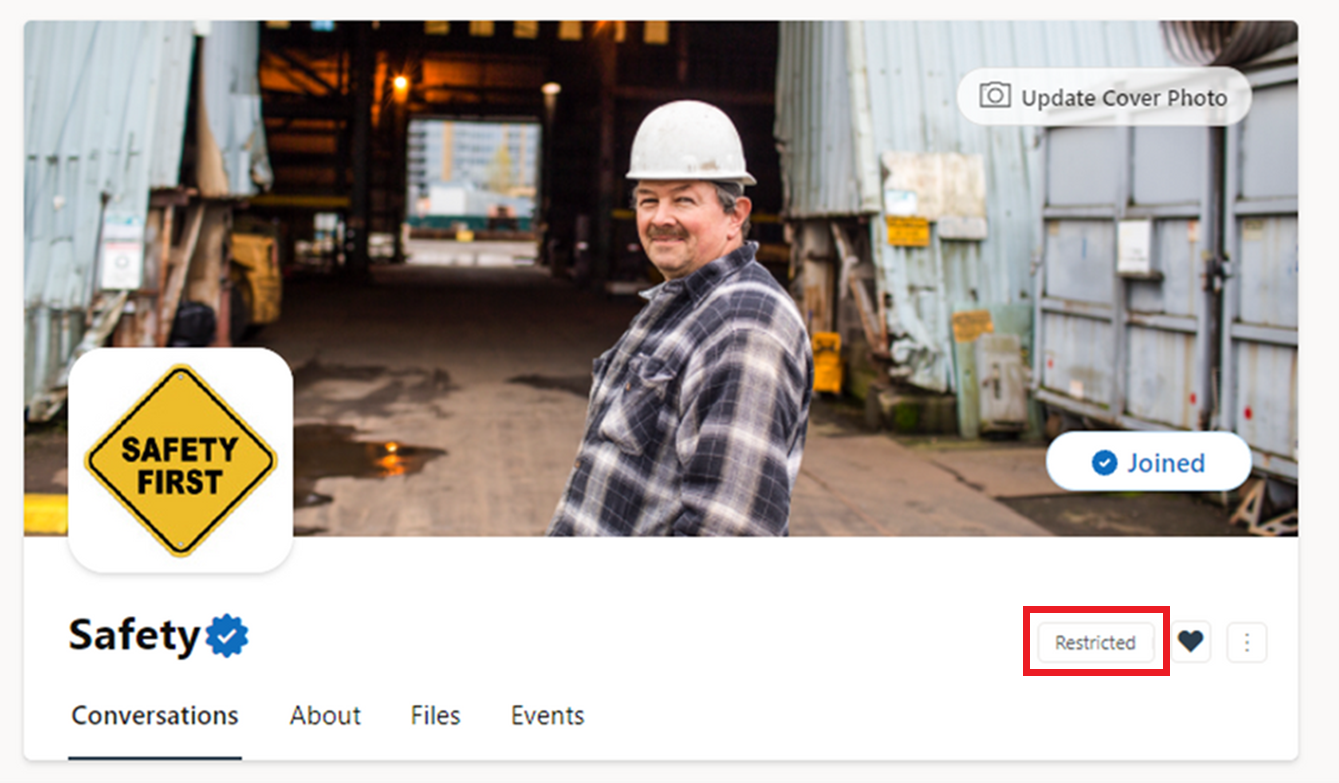 Update Cover Photo
SAFETY
FIRST
Joined
Safety
Restricted
Conversations
About
Files
Events